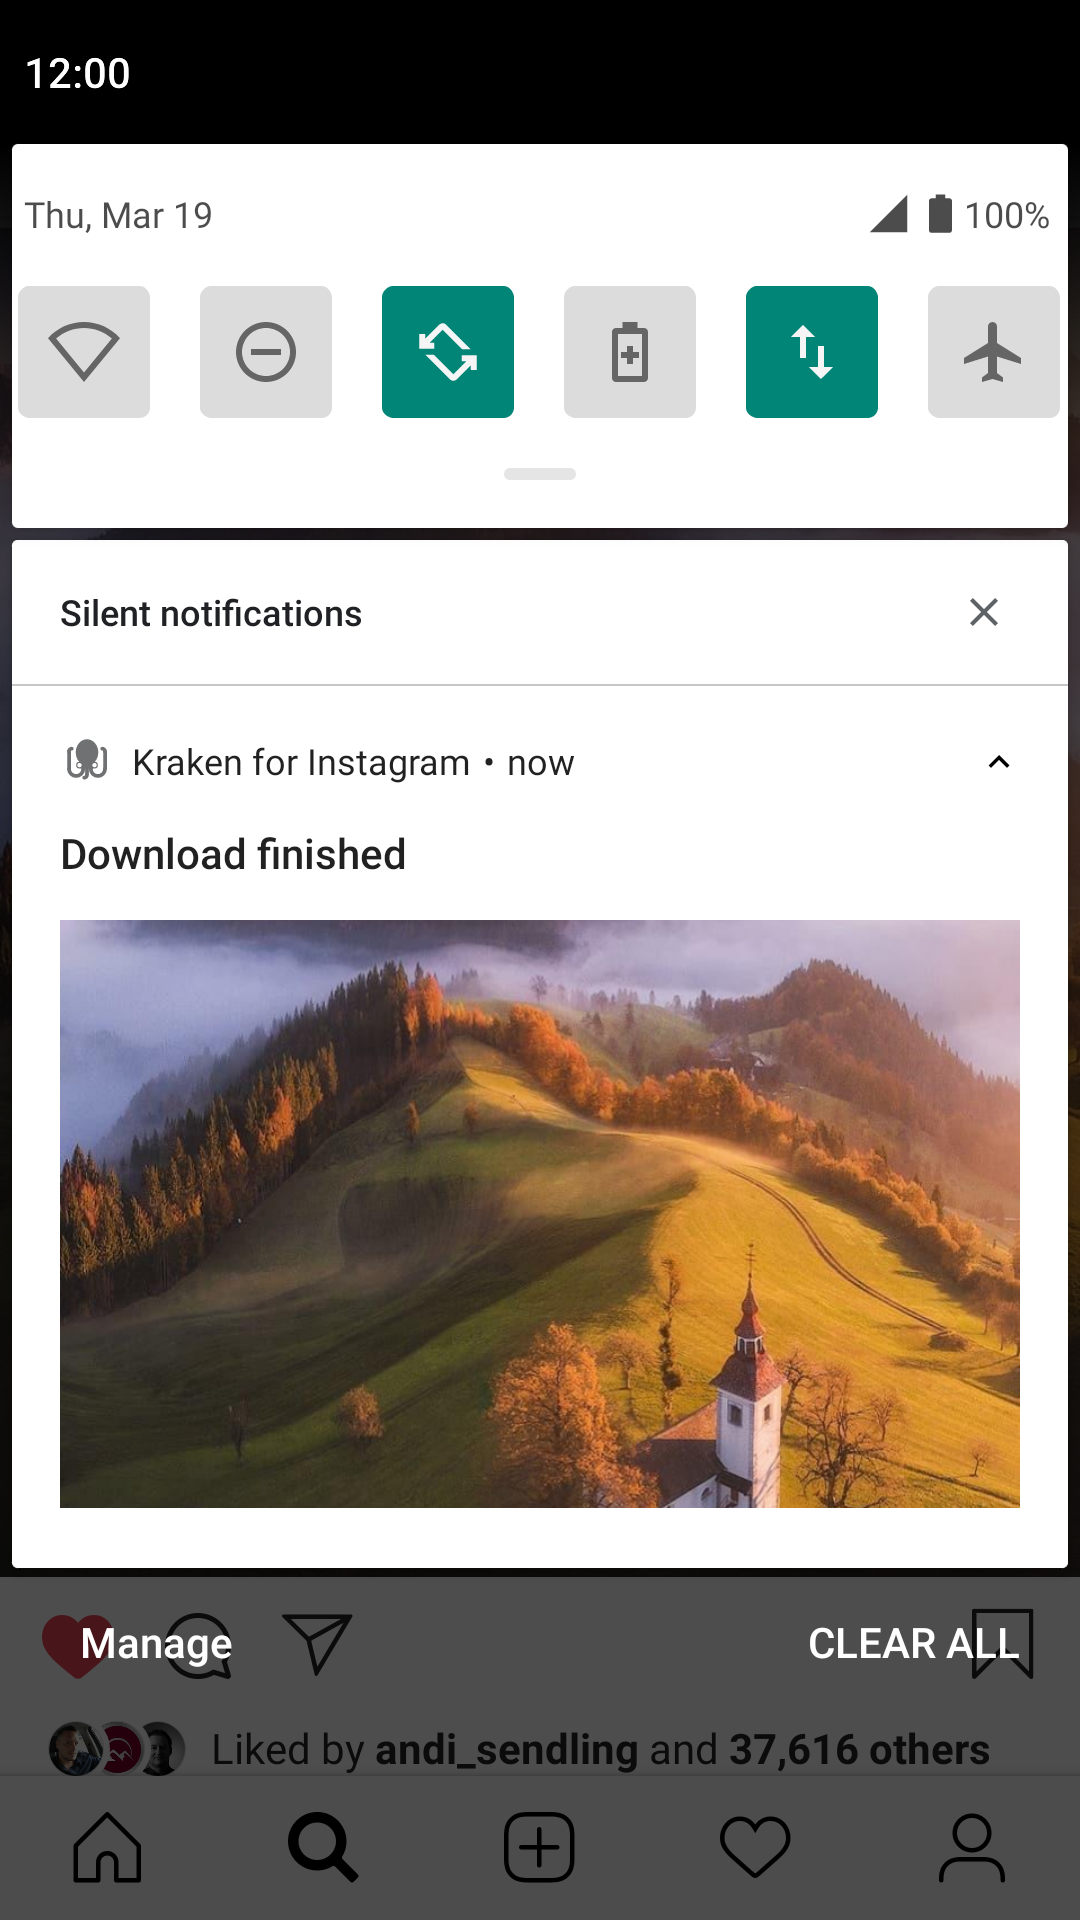 12:00
Thu, Mar 19
100%
Silent notifications
Kraken for Instagram • now
Download finished
Manage
CLEAR ALL
Liked by andi_sendling and 37,616 others